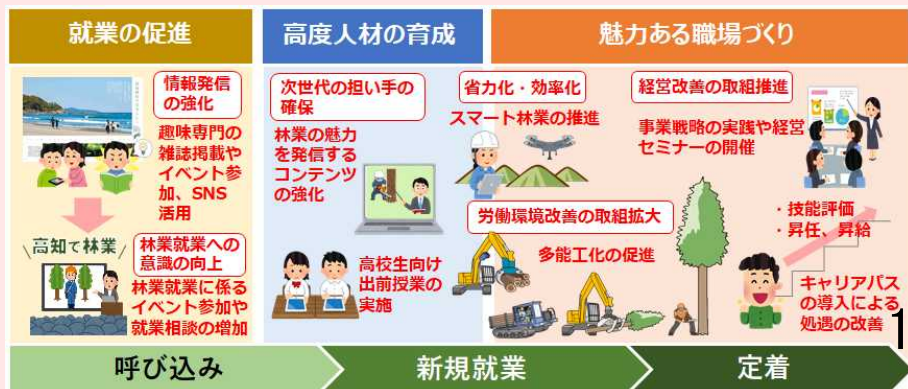 就業の促進
情報発信
の強化
趣味専門の
雑誌掲載や
イベント参
加、SNS
活用
高知で林業
林業就業への
意識の向上
林業就業に係る
イベント参加や
就業相談の増加
高度人材の育成
次世代の担い手の
確保
林業の魅力
を発信する
コンテンツ
の強化
高校生向け
出前授業の
実施
魅力ある職場づくり
省力化・効率化
スマート林業の推進
経営改善の取組推進
事業戦略の実践や経営
セミナーの開催
労働環境改善の取組拡大
多能工化の促進
・技能評価
・昇任、昇給
キャリアパス
の導入による
処遇の改善
1
呼び込み
新規就業
定着